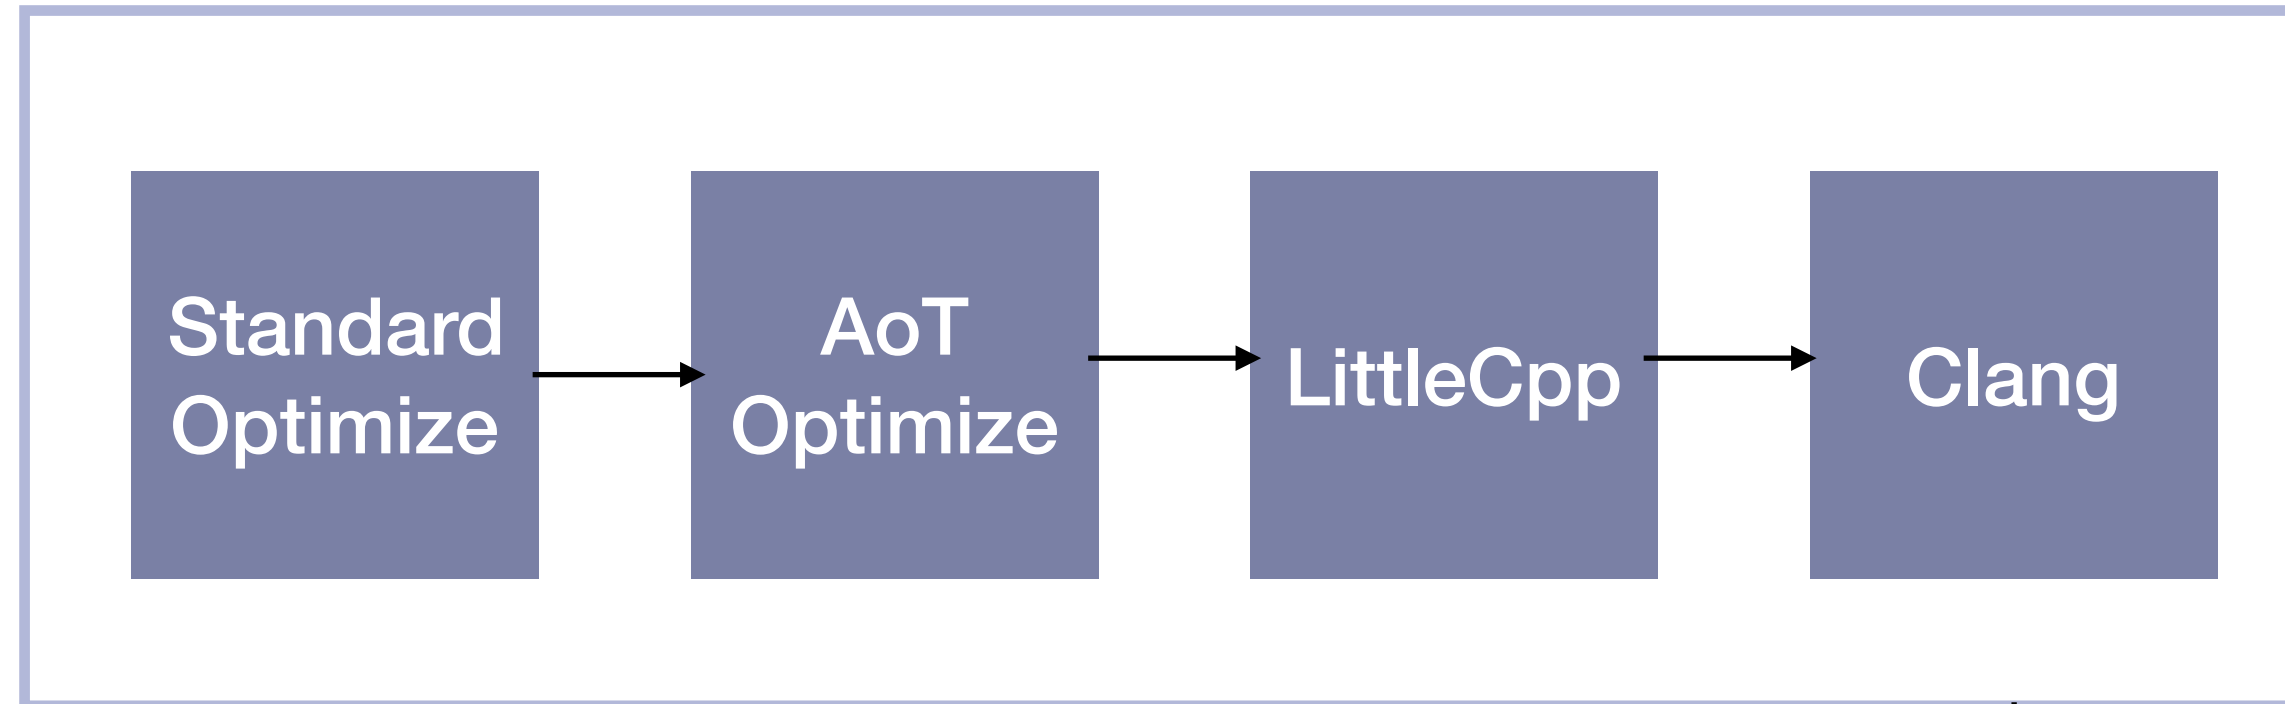 Standard
Optimize
AoT
Optimize
LittleCpp
Clang